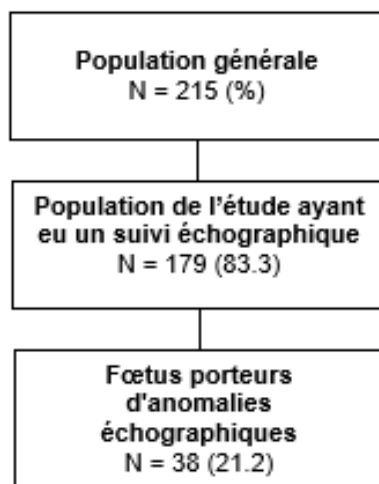 Population générale
N = 215 (%)
Population de l'étude ayant
eu un suivi échographique
N = 179 (83.3)
Fœtus porteurs
d'anomalies
échographiques
N = 38 (21.2)